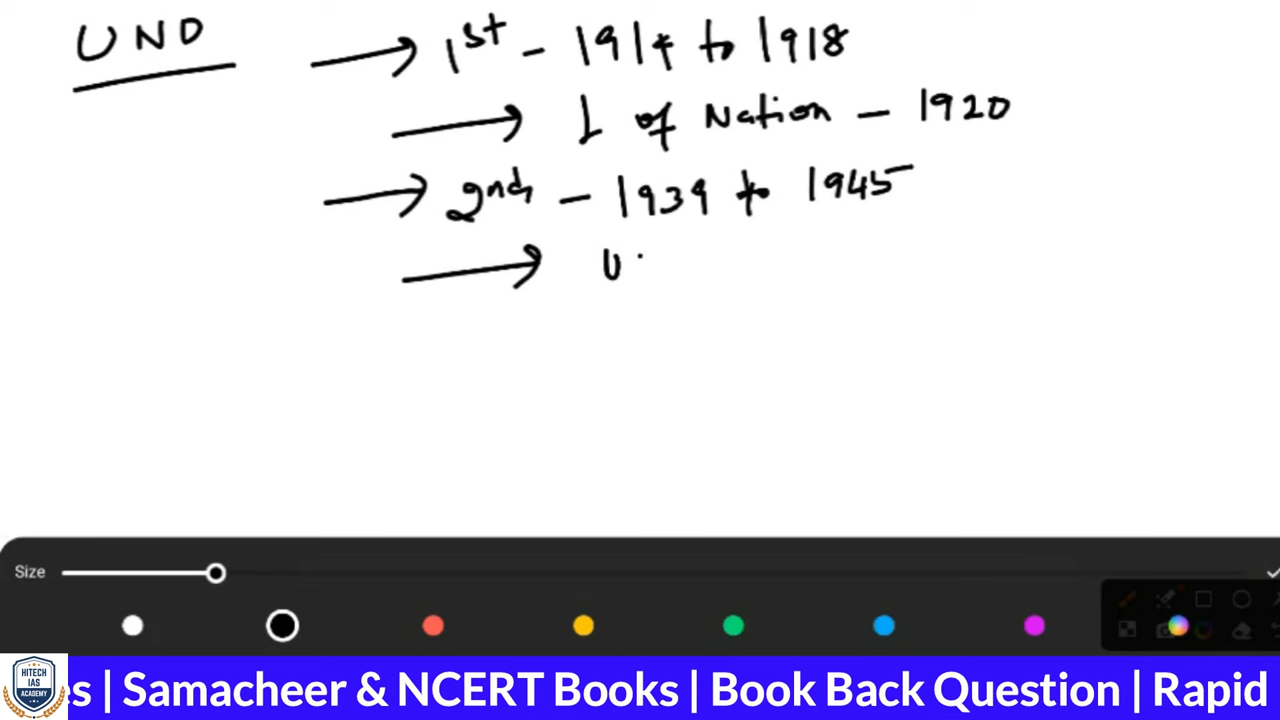 UNO → 1st - 1914 to 1918
→ L of Nation - 1920
→ 2nd - 1939 to 1945
→ U
Size
HITECH IAS ACADEMY
es | Samacheer & NCERT Books | Book Back Question | Rapid